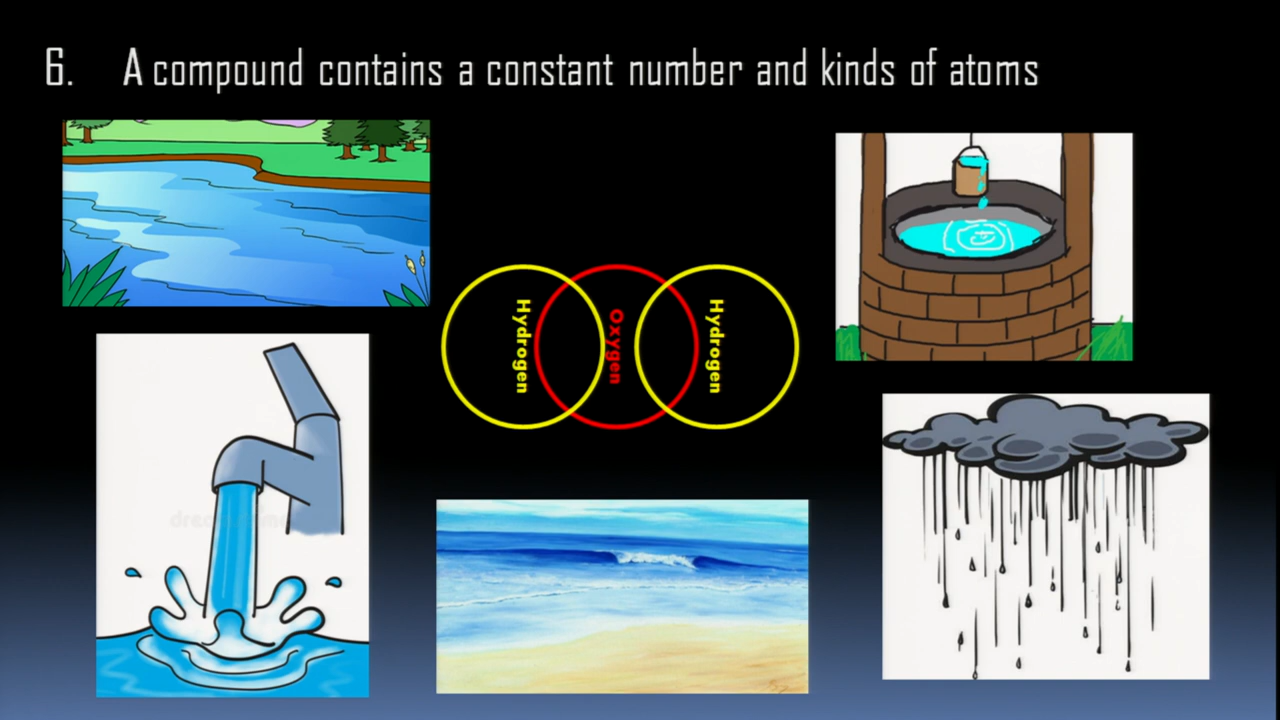 6. A compound contains a constant number and kinds of atoms
Hydrogen
Oxygen
Hydrogen